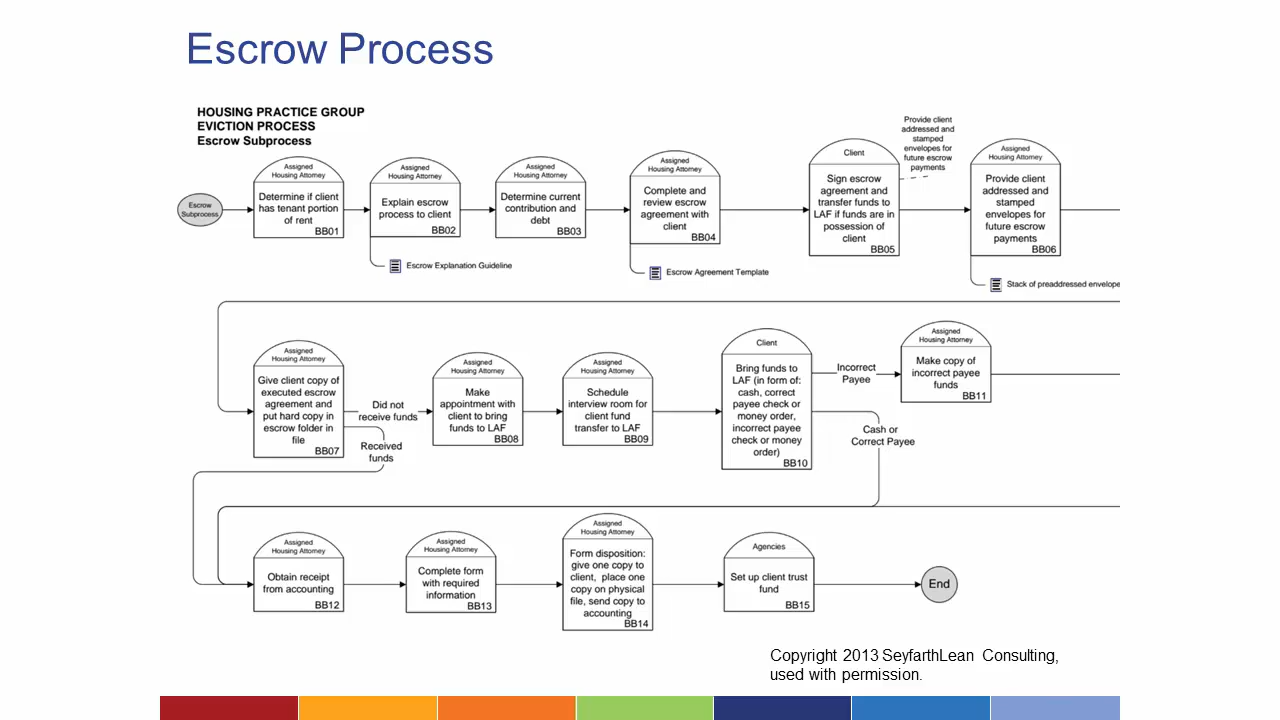 Escrow Process
HOUSING PRACTICE GROUP
EVICTION PROCESS
Escrow Subprocess
Escrow
Subprocess
Assigned
Housing Attorney
Determine if client
has tenant portion
of rent
BB01
Assigned
Housing Attorney
Explain escrow
process to client
BB02
Escrow Explanation Guideline
Assigned
Housing Attorney
Determine current
contribution and
debt
BB03
Assigned
Housing Attorney
Complete and
review escrow
agreement with
client
BB04
Escrow Agreement Template
Client
Sign escrow
agreement and
transfer funds to
LAF if funds are in
possession of
client
BB05
Provide client
addressed and
stamped
envelopes for
future escrow
payments
Assigned
Housing Attorney
Provide client
addressed and
stamped
envelopes for
future escrow
payments
BB06
Stack of preaddressed envelope
Assigned
Housing Attorney
Give client copy of
executed escrow
agreement and
put hard copy in
escrow folder in
file
BB07
Did not
receive funds
Received
funds
Assigned
Housing Attorney
Make
appointment with
client to bring
funds to LAF
BB08
Assigned
Housing Attorney
Schedule
interview room for
client fund
transfer to LAF
BB09
Client
Bring funds to
LAF (in form of:
cash, correct
payee check or
money order,
incorrect payee
check or money
order)
BB10
Incorrect
Payee
Cash or
Correct Payee
Assigned
Housing Attorney
Make copy of
incorrect payee
funds
BB11
Assigned
Housing Attorney
Obtain receipt
from accounting
BB12
Assigned
Housing Attorney
Complete form
with required
information
BB13
Assigned
Housing Attorney
Form disposition:
give one copy to
client, place one
copy on physical
file, send copy to
accounting
BB14
Agencies
Set up client trust
fund
BB15
End
Copyright 2013 SeyfarthLean Consulting,
used with permission.